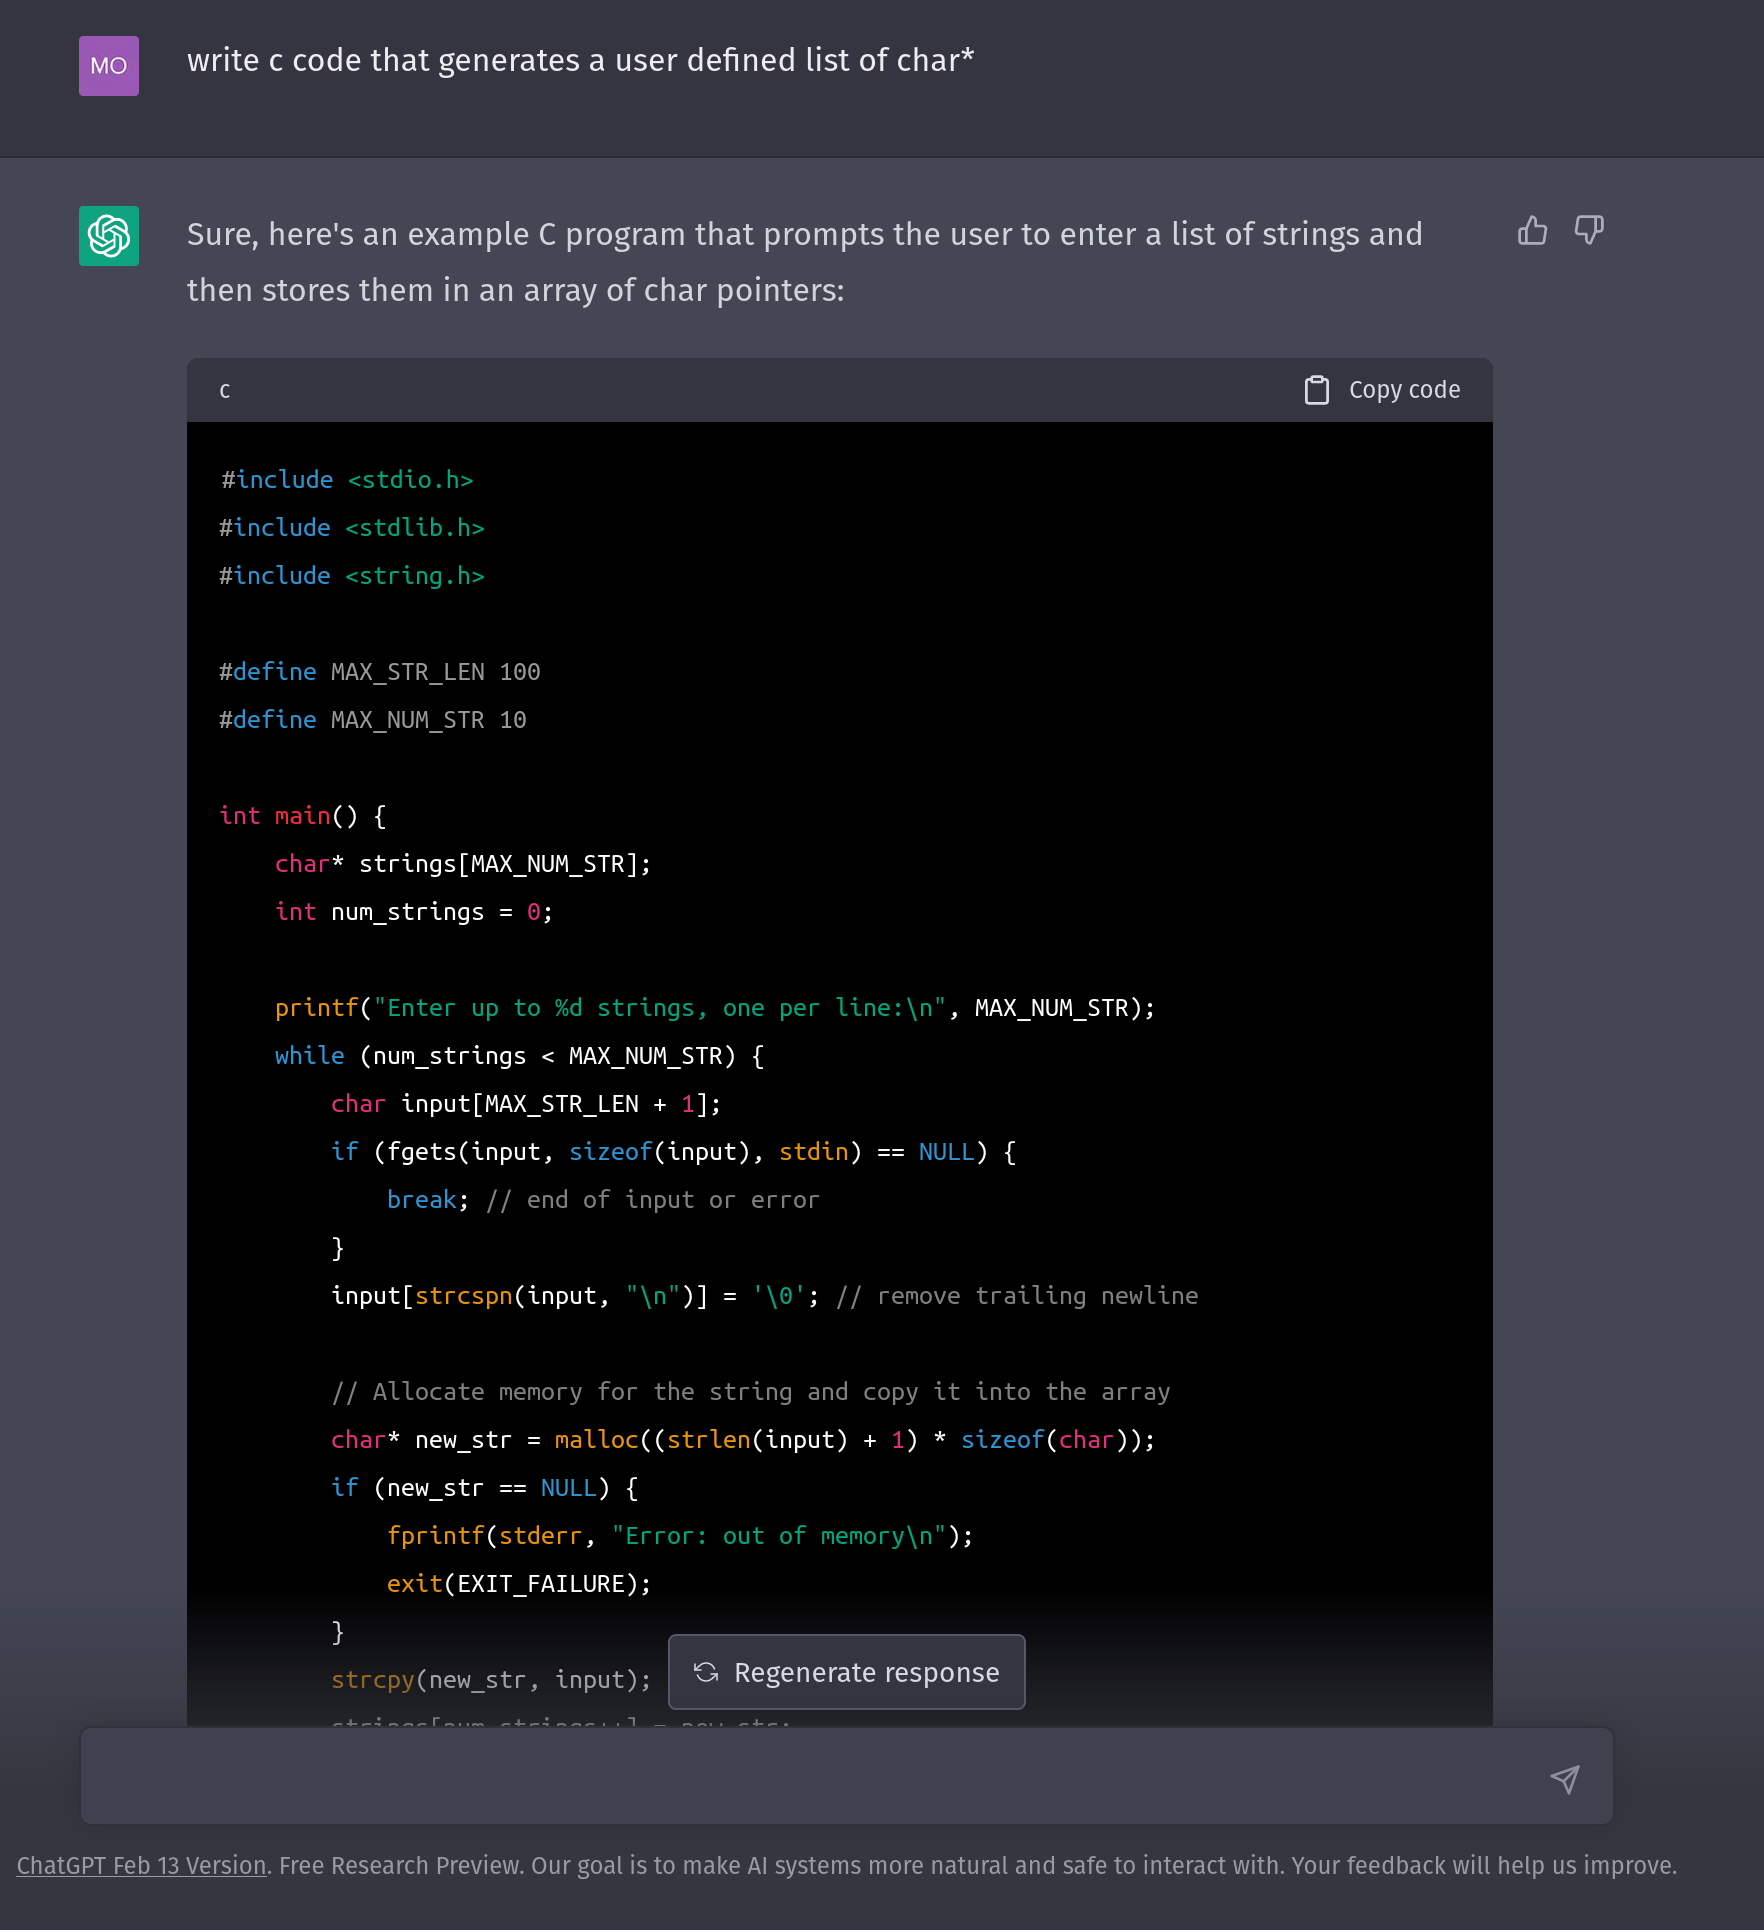 MO
write c code that generates a user defined list of char*
Sure, here's an example C program that prompts the user to enter a list of strings and
then stores them in an array of char pointers:
c
Copy code
#include <stdio.h>
#include <stdlib.h>
#include <string.h>
#define MAX_STR_LEN 100
#define MAX_NUM_STR 10
int main() {
    char* strings[MAX_NUM_STR];
    int num_strings = 0;
    printf("Enter up to %d strings, one per line:\n", MAX_NUM_STR);
    while (num_strings < MAX_NUM_STR) {
        char input[MAX_STR_LEN + 1];
        if (fgets(input, sizeof(input), stdin) == NULL) {
            break; // end of input or error
        }
        input[strcspn(input, "\n")] = '\0'; // remove trailing newline
        // Allocate memory for the string and copy it into the array
        char* new_str = malloc((strlen(input) + 1) * sizeof(char));
        if (new_str == NULL) {
            fprintf(stderr, "Error: out of memory\n");
            exit(EXIT_FAILURE);
        }
        strcpy(new_str, input);
        strings[num_strings++] = new_str;
Regenerate response
ChatGPT Feb 13 Version. Free Research Preview. Our goal is to make AI systems more natural and safe to interact with. Your feedback will help us improve.